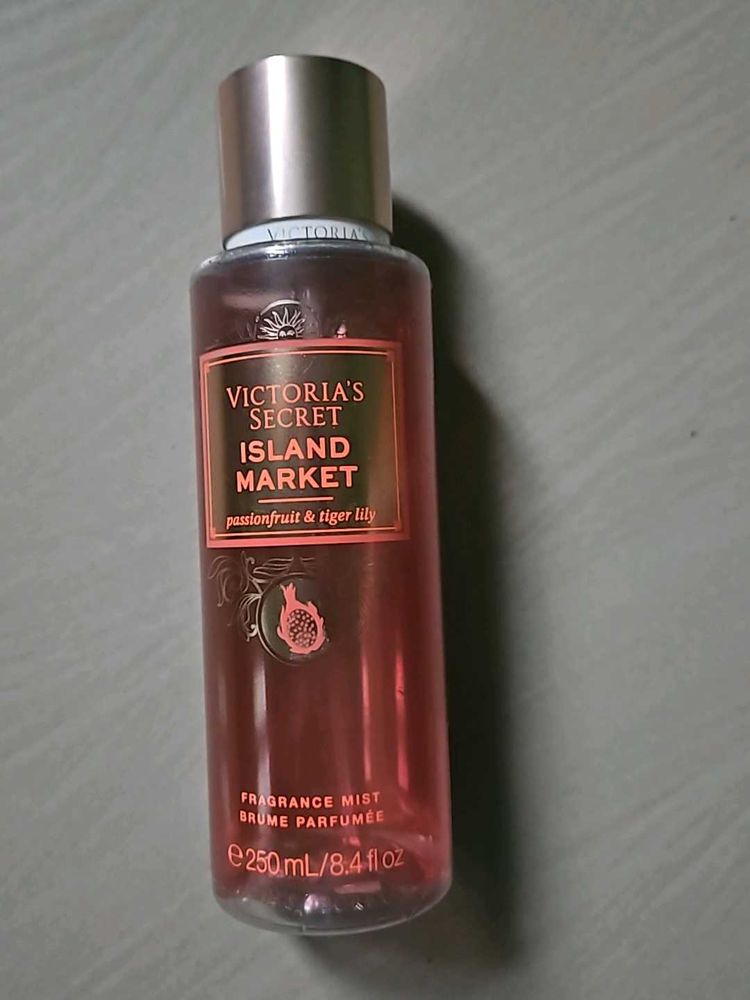 VICTORIA'S
VICTORIA'S
SECRET
ISLAND
MARKET
passionfruit & tiger lily
FRAGRANCE MIST
BRUME PARFUMÉE
℮250 mL/8.4 fl oz